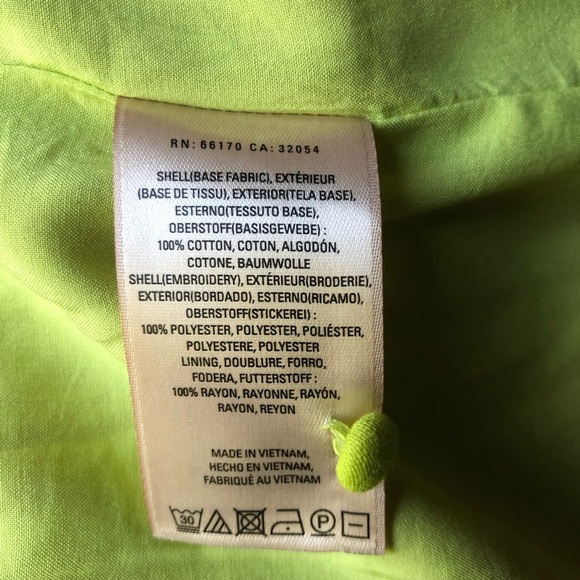 RN: 66170 CA: 32054
SHELL(BASE FABRIC), EXTÉRIEUR
(BASE DE TISSU), EXTERIOR(TELA BASE),
ESTERNO(TESSUTO BASE),
OBERSTOFF(BASISGEWEBE) :
100% COTTON, COTON, ALGODÓN,
COTONE, BAUMWOLLE
SHELL(EMBROIDERY), EXTÉRIEUR(BRODERIE),
EXTERIOR(BORDADO), ESTERNO(RICAMO),
OBERSTOFF(STICKEREI) :
100% POLYESTER, POLYESTER, POLIÉSTER,
POLYESTERE, POLYESTER
LINING, DOUBLURE, FORRO,
FODERA, FUTTERSTOFF :
100% RAYON, RAYONNE, RAYÓN,
RAYON, REYON
MADE IN VIETNAM,
HECHO EN VIETNAM,
FABRIQUÉ AU VIETNAM
30 P